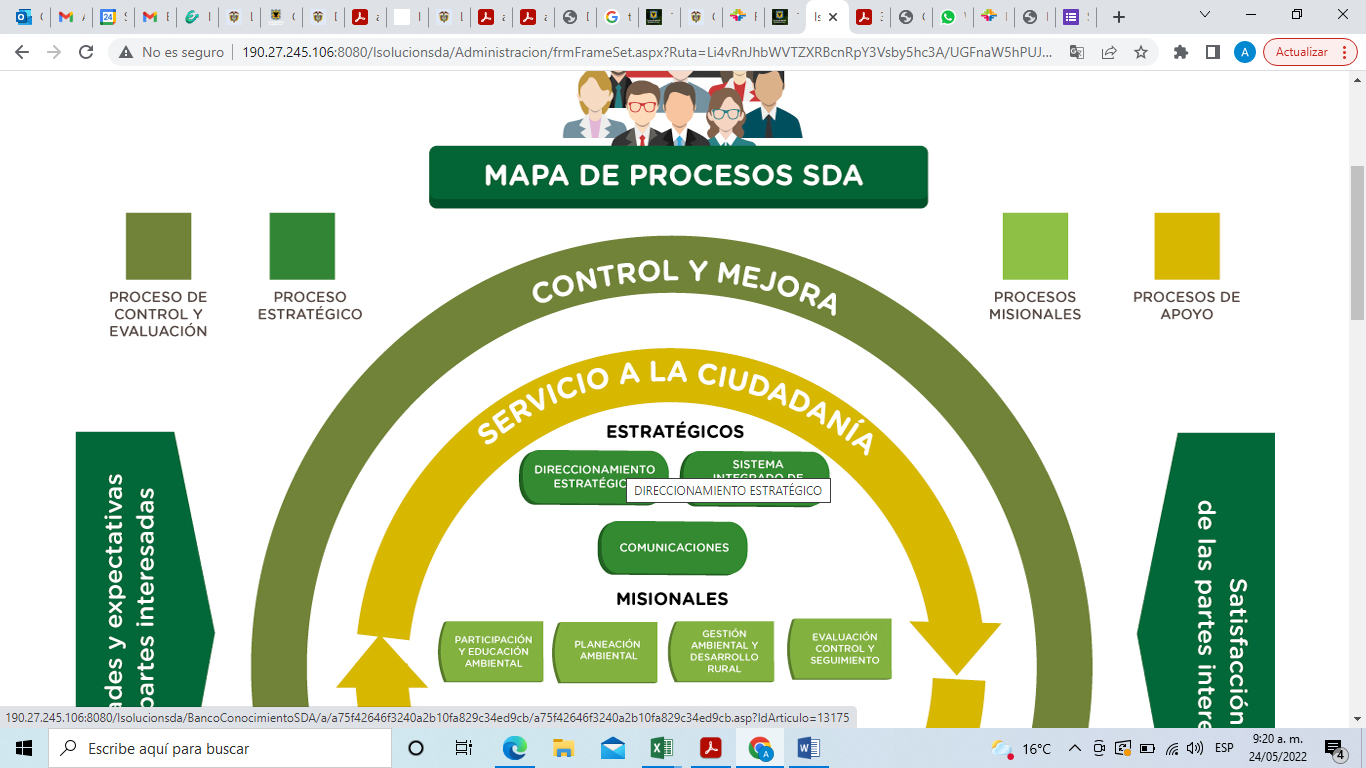 No es seguro
190.27.245.106:8080/Isolucionsda/Administracion/frmFrameSet.aspx?Ruta=Li4vRnJhbWVTZXRBcnRpY3Vsby5hc3A/UGFnaW5hPUJ...
A
Actualizar
MAPA DE PROCESOS SDA
PROCESO DE
CONTROL Y
EVALUACIÓN
PROCESO
ESTRATÉGICO
PROCESOS
MISIONALES
PROCESOS DE
APOYO
CONTROL Y MEJORA
SERVICIO A LA CIUDADANÍA
ESTRATÉGICOS
DIRECCIONAMIENTO
SISTEMA
INTEGRADO DE
DIRECCIONAMIENTO ESTRATÉGICO
COMUNICACIONES
MISIONALES
PARTICIPACIÓN
Y EDUCACIÓN
AMBIENTAL
PLANEACIÓN
AMBIENTAL
GESTIÓN
AMBIENTAL Y
DESARROLLO
RURAL
EVALUACIÓN
CONTROL Y
SEGUIMIENTO
y expectativas
partes interesadas
Satisfacción
de las partes
190.27.245.106:8080/Isolucionsda/BancoConocimientoSDA/a/a75f42646f3240a2b10fa829c34ed9cb/a75f42646f3240a2b10fa829c34ed9cb.asp?IdArticulo=13175
Escribe aquí para buscar
16°C
ESP
9:20 a. m.
24/05/2022
4